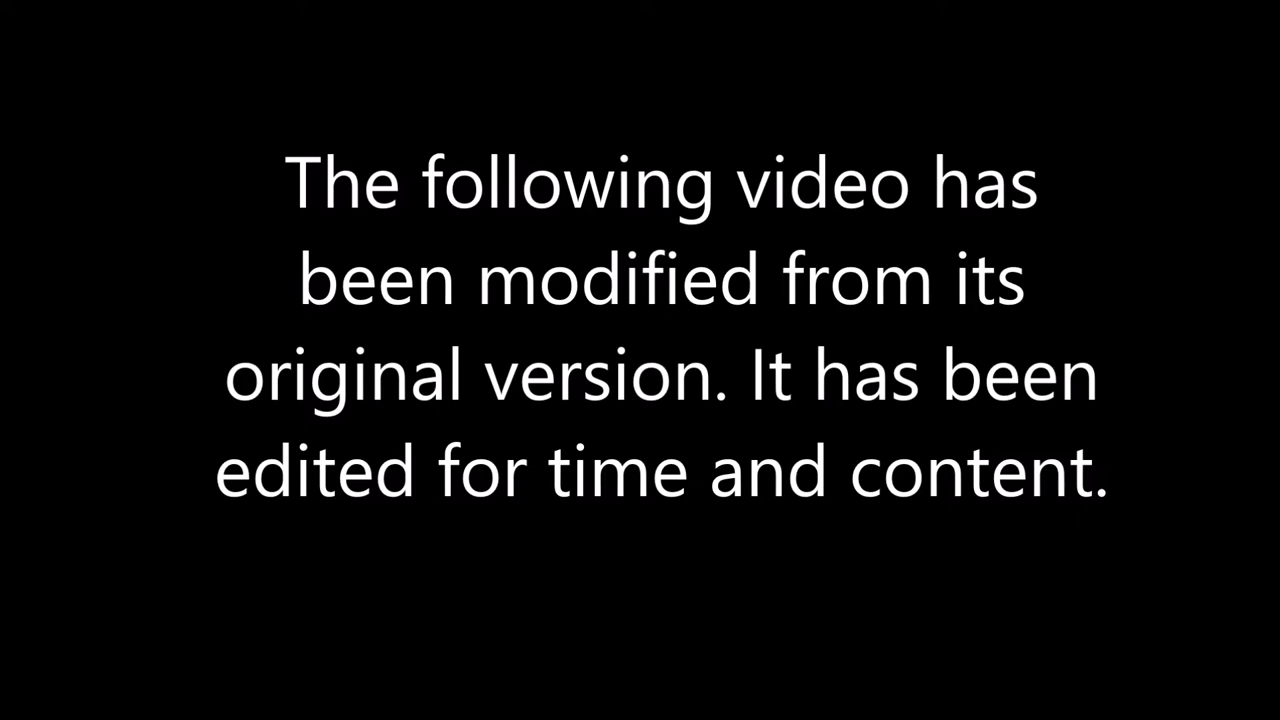 The following video has
been modified from its
original version. It has been
edited for time and content.